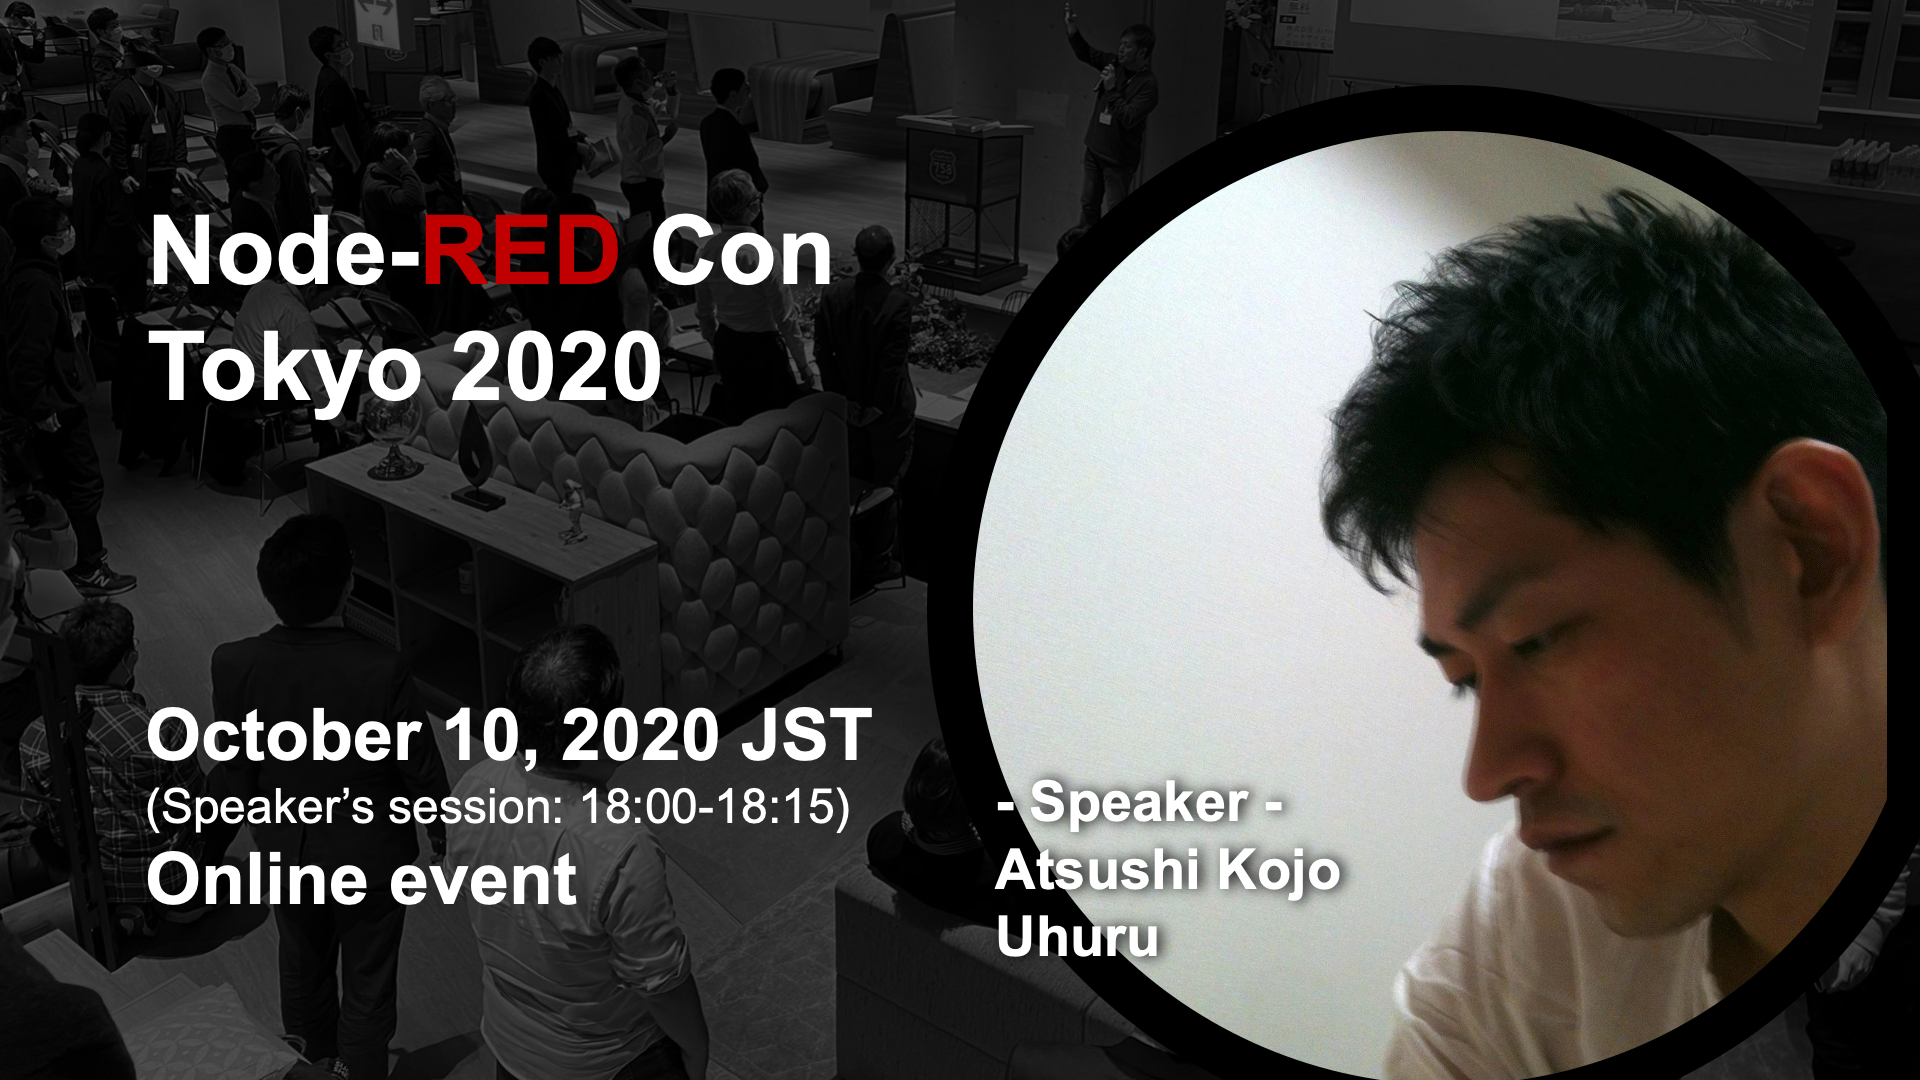 Node-RED Con
Tokyo 2020
October 10, 2020 JST
(Speaker’s session: 18:00-18:15)
Online event
- Speaker -
Atsushi Kojo
Uhuru
758